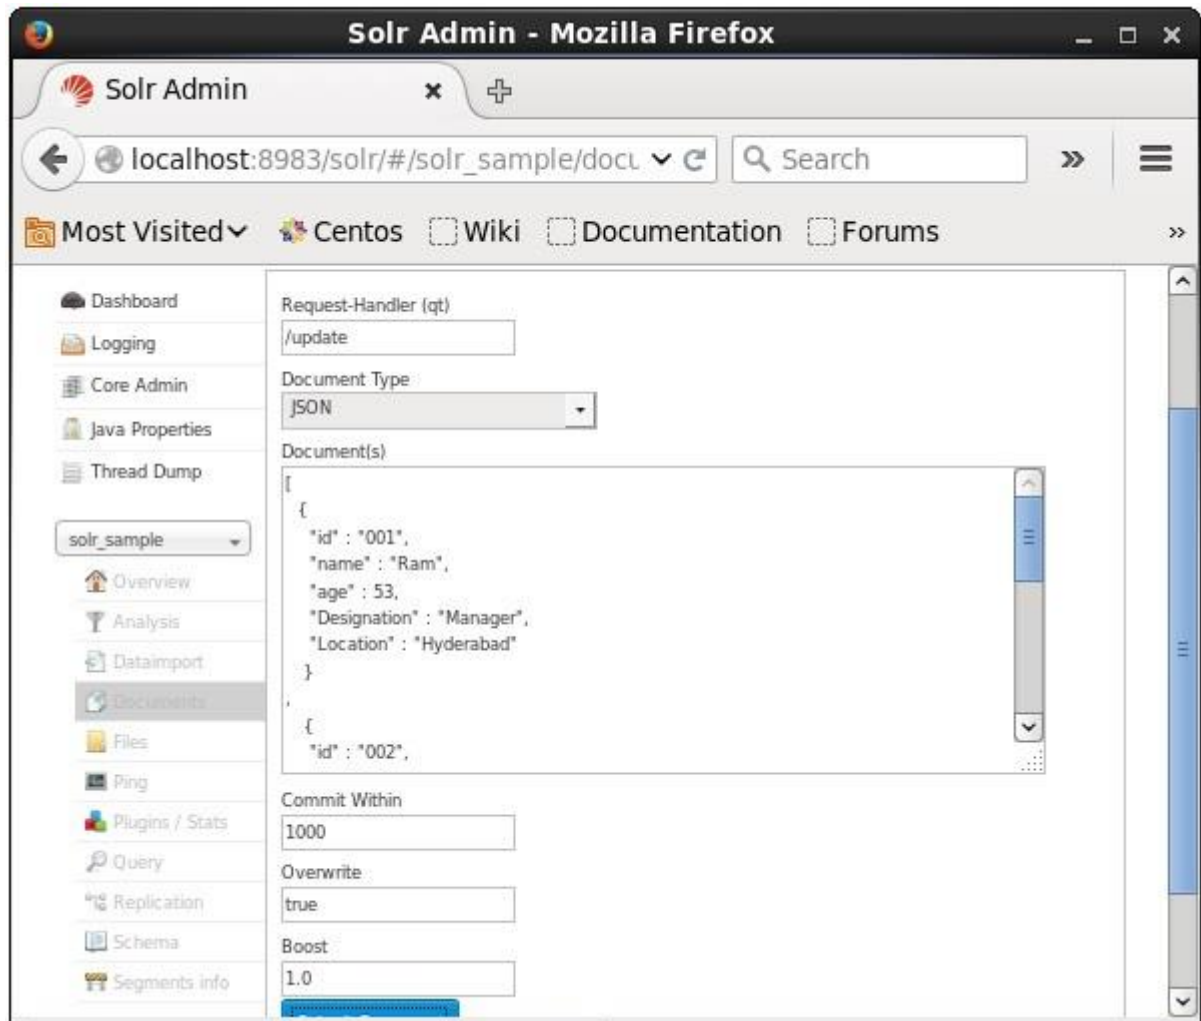 Solr Admin - Mozilla Firefox
Solr Admin
localhost:8983/solr/#/solr_sample/docu
Search
Most Visited
Centos
Wiki
Documentation
Forums
Dashboard
Logging
Core Admin
Java Properties
Thread Dump
solr_sample
Overview
Analysis
Dataimport
Documents
Files
Ping
Plugins / Stats
Query
Replication
Schema
Segments info
Request-Handler (qt)
/update
Document Type
JSON
Document(s)
[
{
"id" : "001",
"name" : "Ram",
"age" : 53,
"Designation" : "Manager",
"Location" : "Hyderabad"
}
,
{
"id" : "002",
Commit Within
1000
Overwrite
true
Boost
1.0